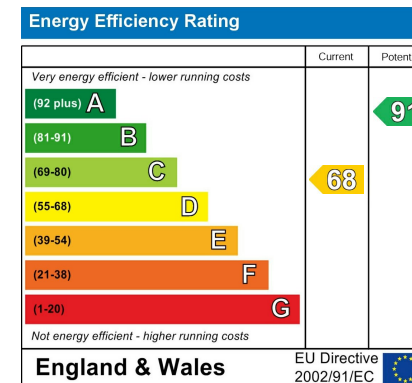 Energy Efficiency Rating
Current Potent
Very energy efficient - lower running costs
(92 plus) A
(81-91) B
(69-80) C
(55-68) D
(39-54) E
(21-38) F
(1-20) G
68
91
Not energy efficient - higher running costs
England & Wales
EU Directive
2002/91/EC